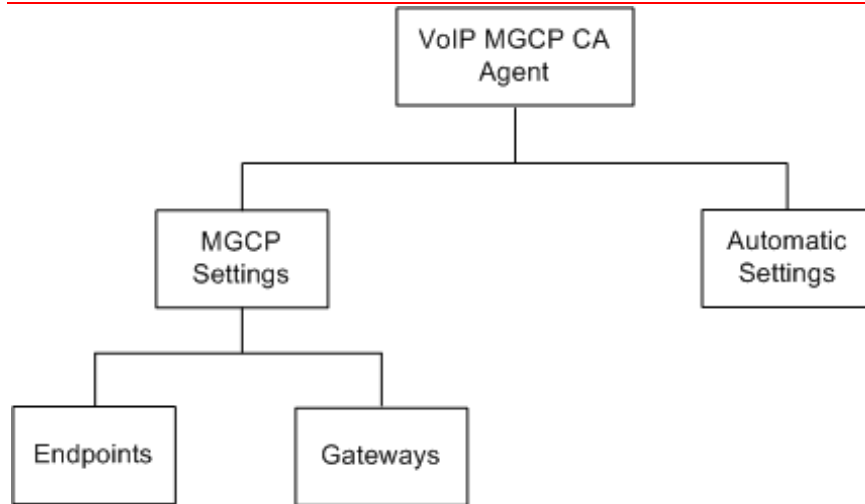 VoIP MGCP CA
Agent
MGCP
Settings
Automatic
Settings
Endpoints
Gateways